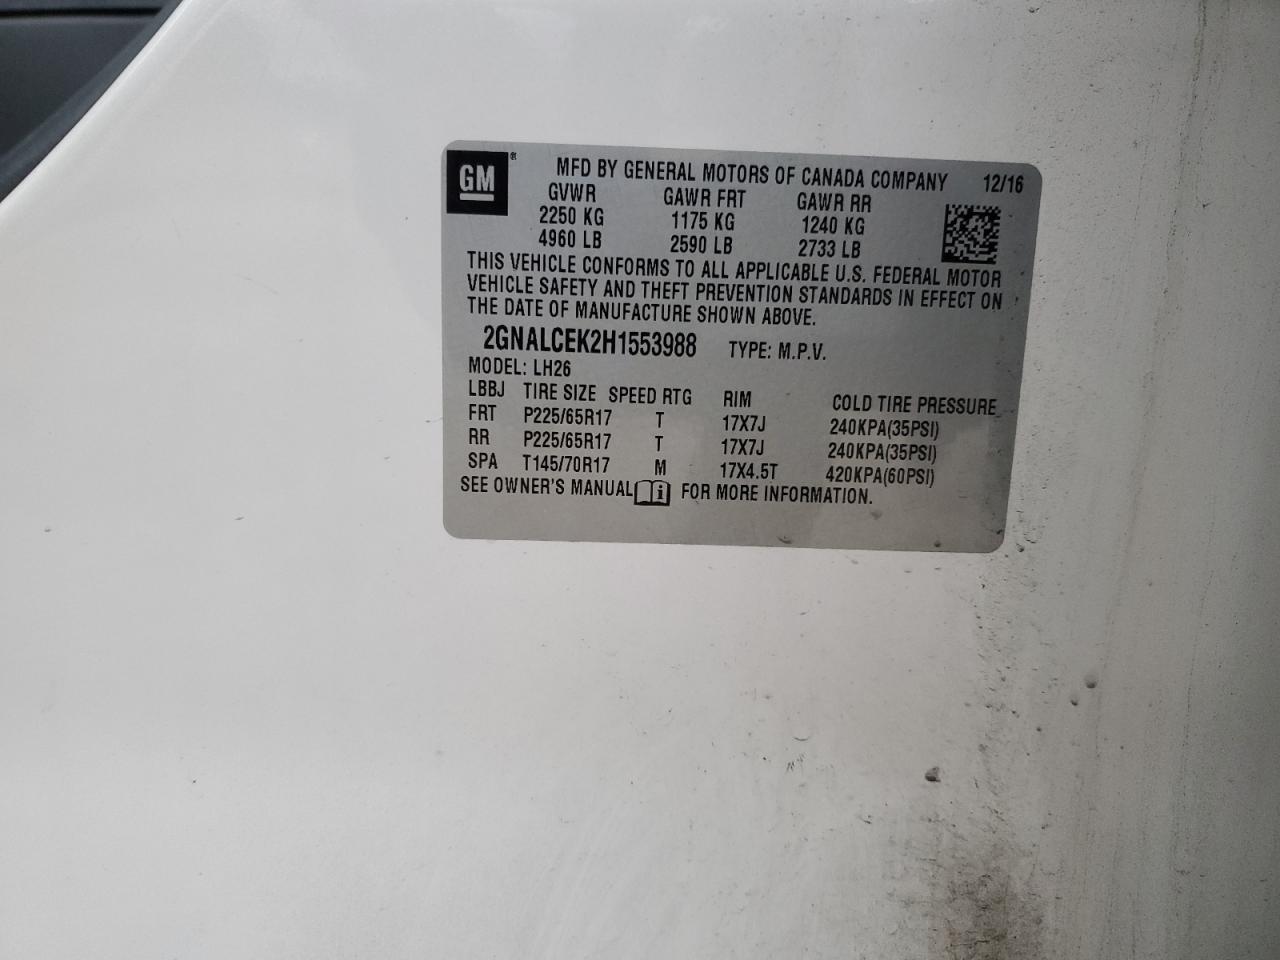 GM® MFD BY GENERAL MOTORS OF CANADA COMPANY 12/16
GVWR GAWR FRT GAWR RR
2250 KG 1175 KG 1240 KG
4960 LB 2590 LB 2733 LB
THIS VEHICLE CONFORMS TO ALL APPLICABLE U.S. FEDERAL MOTOR
VEHICLE SAFETY AND THEFT PREVENTION STANDARDS IN EFFECT ON
THE DATE OF MANUFACTURE SHOWN ABOVE.
2GNALCEK2H1553988 TYPE: M.P.V.
MODEL: LH26
LBBJ TIRE SIZE SPEED RTG RIM COLD TIRE PRESSURE
FRT P225/65R17 T 17X7J 240KPA(35PSI)
RR P225/65R17 T 17X7J 240KPA(35PSI)
SPA T145/70R17 M 17X4.5T 420KPA(60PSI)
SEE OWNER'S MANUAL i FOR MORE INFORMATION.